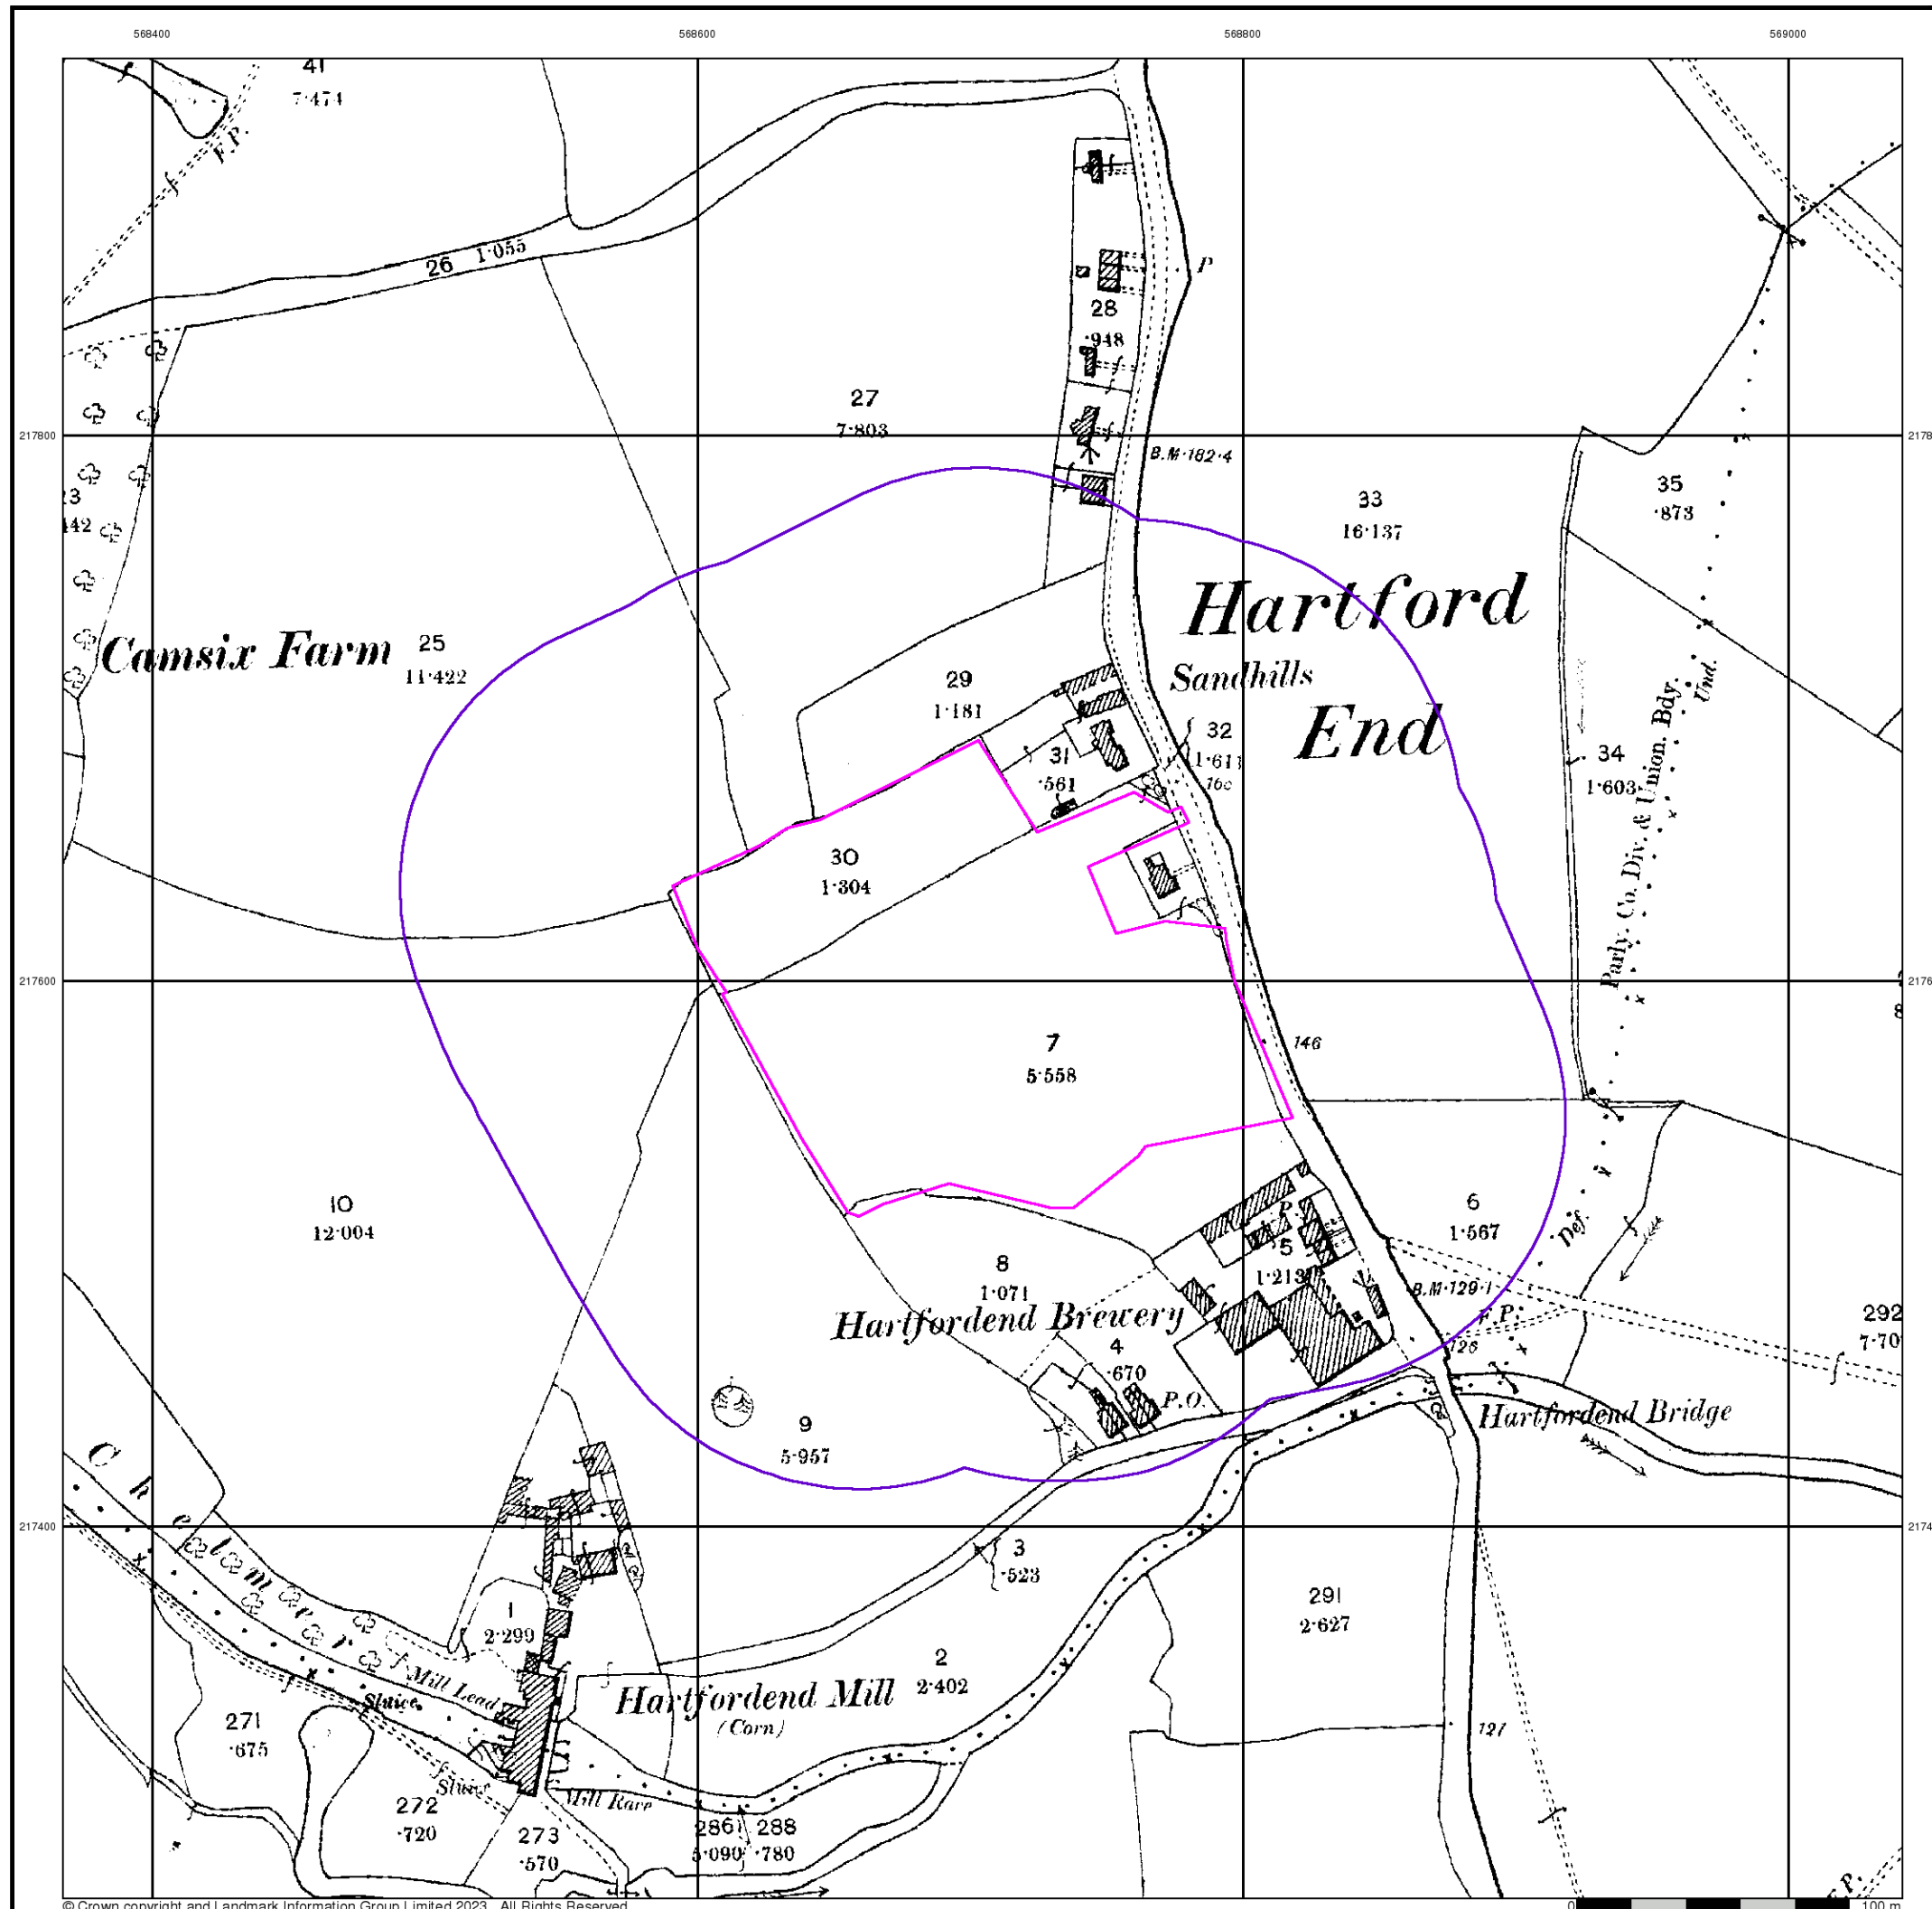 568400 568600 568800 569000
41
7·474
F.P.
26 1·055
P
28
·948
27
7·803
217800
B.M·182·4
35
·873
33
16·137
Hartford
Camsix Farm
25
11·422
Sandhills
29
1·181
End
Und.
32
1·611
31
·561
34
1·603
Parly. Co. Div. & Union. Bdy.
30
1·304
217600
7
5·558
146
10
12·004
6
1·567
Def.
P.
5
1·213
8
1·071
B.M·129·1
Hartfordend Brewery
F.P.
126
292
4
·670
P.O.
Hartfordend Bridge
9
5·957
Chelmer
217400
3
·523
291
2·627
1
2·299
2
2·402
Mill Lead
Hartfordend Mill
(Corn)
Sluice
271
·675
127
Sluice
Mill Race
272
·720
286 288
5·090 ·780
273
·570
F.P.
© Crown copyright and Landmark Information Group Limited 2023. All Rights Reserved.
0 100 m